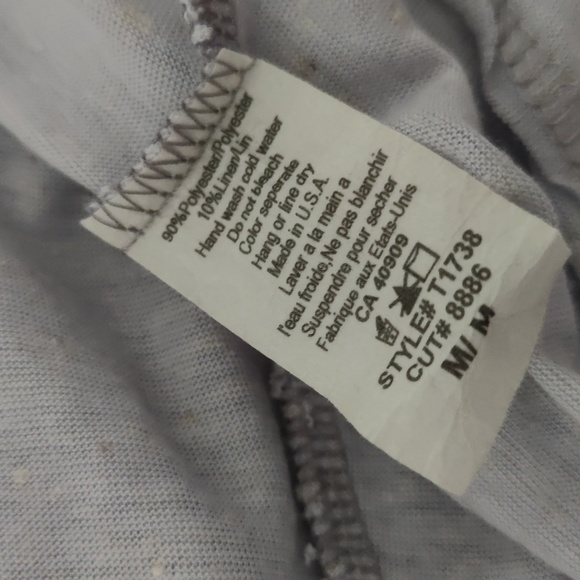 90%Polyester/Polyester
10%Linen/Lin
Hand wash cold water
Do not bleach
Color seperate
Hang or line dry
Made in U.S.A.
Laver a la main, a
l'eau froide,Ne pas blanchir
Suspendre pour secher
Fabrique aux Etats-Unis
CA 40909
STYLE# T1738
CUT# 8886
M/ M